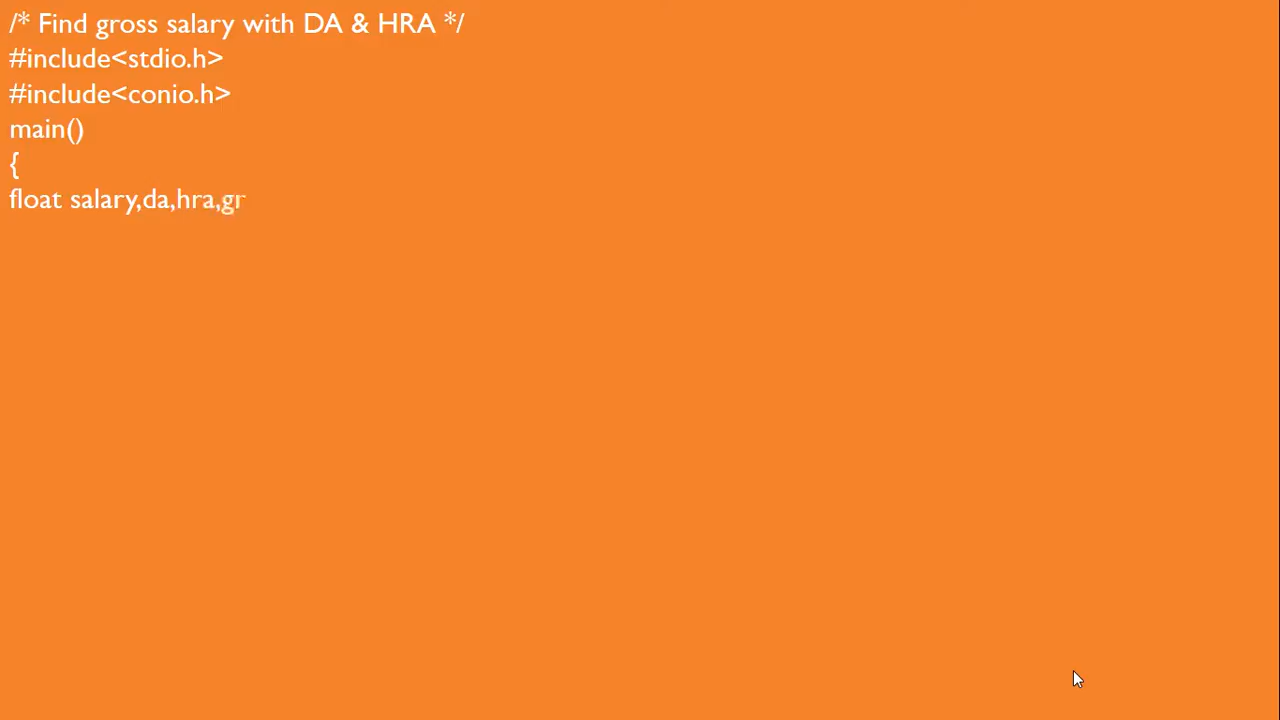 /* Find gross salary with DA & HRA */
#include<stdio.h>
#include<conio.h>
main()
{
float salary,da,hra,gr